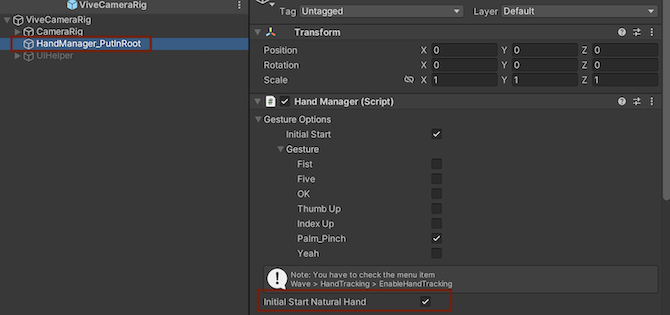 ViveCameraRig
ViveCameraRig
CameraRig
HandManager_PutInRoot
UIHelper
Tag Untagged Layer Default
Transform
Position X 0 Y 0 Z 0
Rotation X 0 Y 0 Z 0
Scale X 1 Y 1 Z 1
# Hand Manager (Script)
Gesture Options
Initial Start
Gesture
Fist
Five
OK
Thumb Up
Index Up
Palm_Pinch
Yeah
Note: You have to check the menu item
Wave > HandTracking > EnableHandTracking
Initial Start Natural Hand